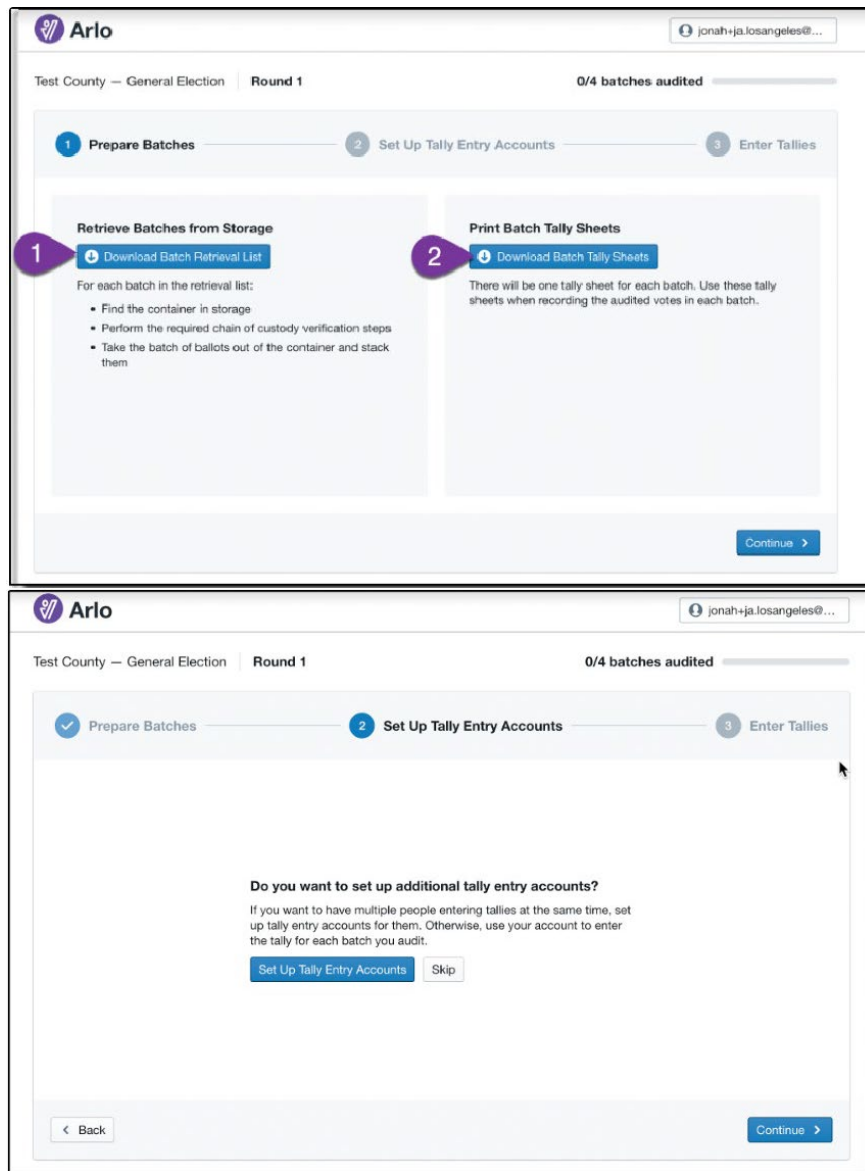 Arlo
jonah+ja.losangeles@...
Test County — General Election
Round 1
0/4 batches audited
1 Prepare Batches
2 Set Up Tally Entry Accounts
3 Enter Tallies
Retrieve Batches from Storage
1
Download Batch Retrieval List
For each batch in the retrieval list:
▪ Find the container in storage
▪ Perform the required chain of custody verification steps
▪ Take the batch of ballots out of the container and stack
them
Print Batch Tally Sheets
2
Download Batch Tally Sheets
There will be one tally sheet for each batch. Use these tally
sheets when recording the audited votes in each batch.
Continue >
Arlo
jonah+ja.losangeles@...
Test County — General Election
Round 1
0/4 batches audited
Prepare Batches
2 Set Up Tally Entry Accounts
3 Enter Tallies
Do you want to set up additional tally entry accounts?
If you want to have multiple people entering tallies at the same time, set
up tally entry accounts for them. Otherwise, use your account to enter
the tally for each batch you audit.
Set Up Tally Entry Accounts
Skip
< Back
Continue >